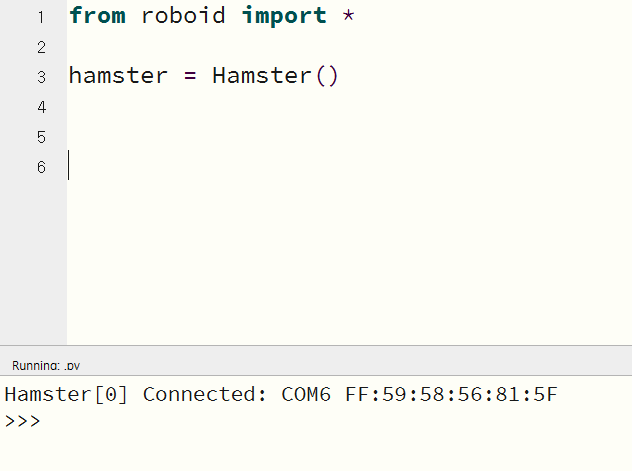 1 from roboid import *
2
3 hamster = Hamster()
4
5
6
Running: .py
Hamster[0] Connected: COM6 FF:59:58:56:81:5F
>>>